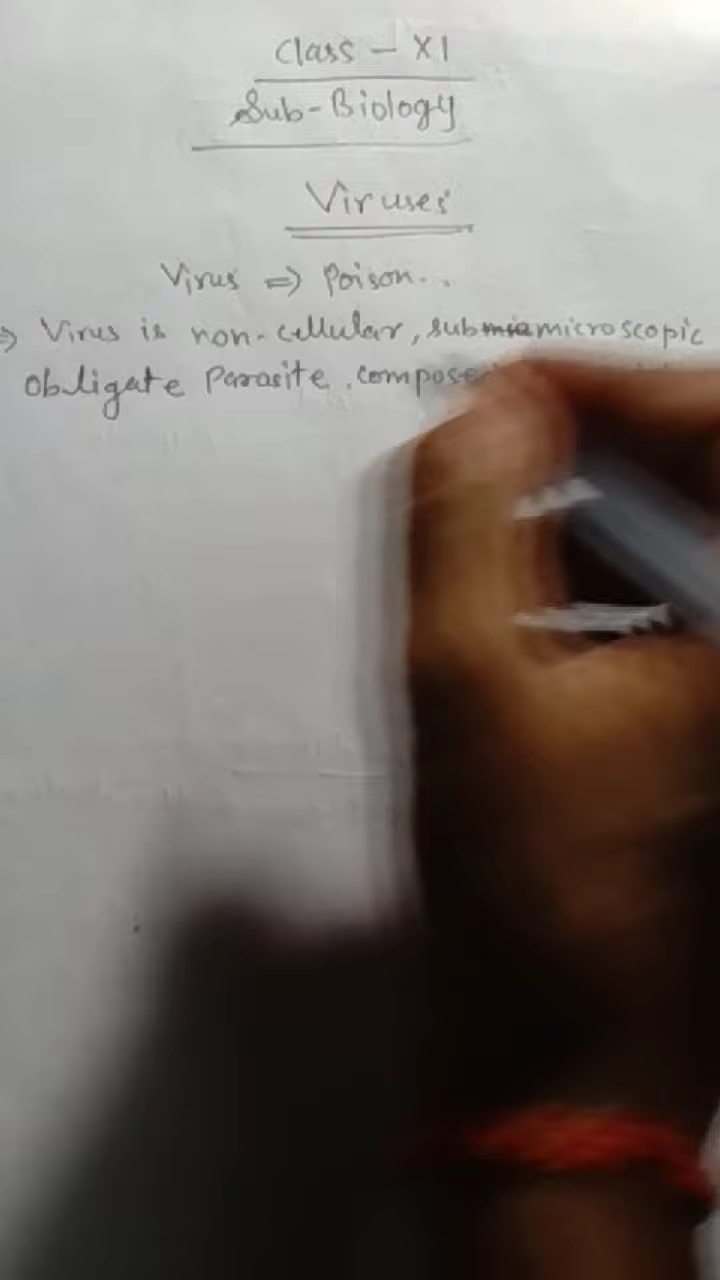 Class - XI
Sub-Biology
Viruses
Virus ⇒ Poison..
⇒ Virus is non-cellular, submicroscopic
obligate Parasite, compose